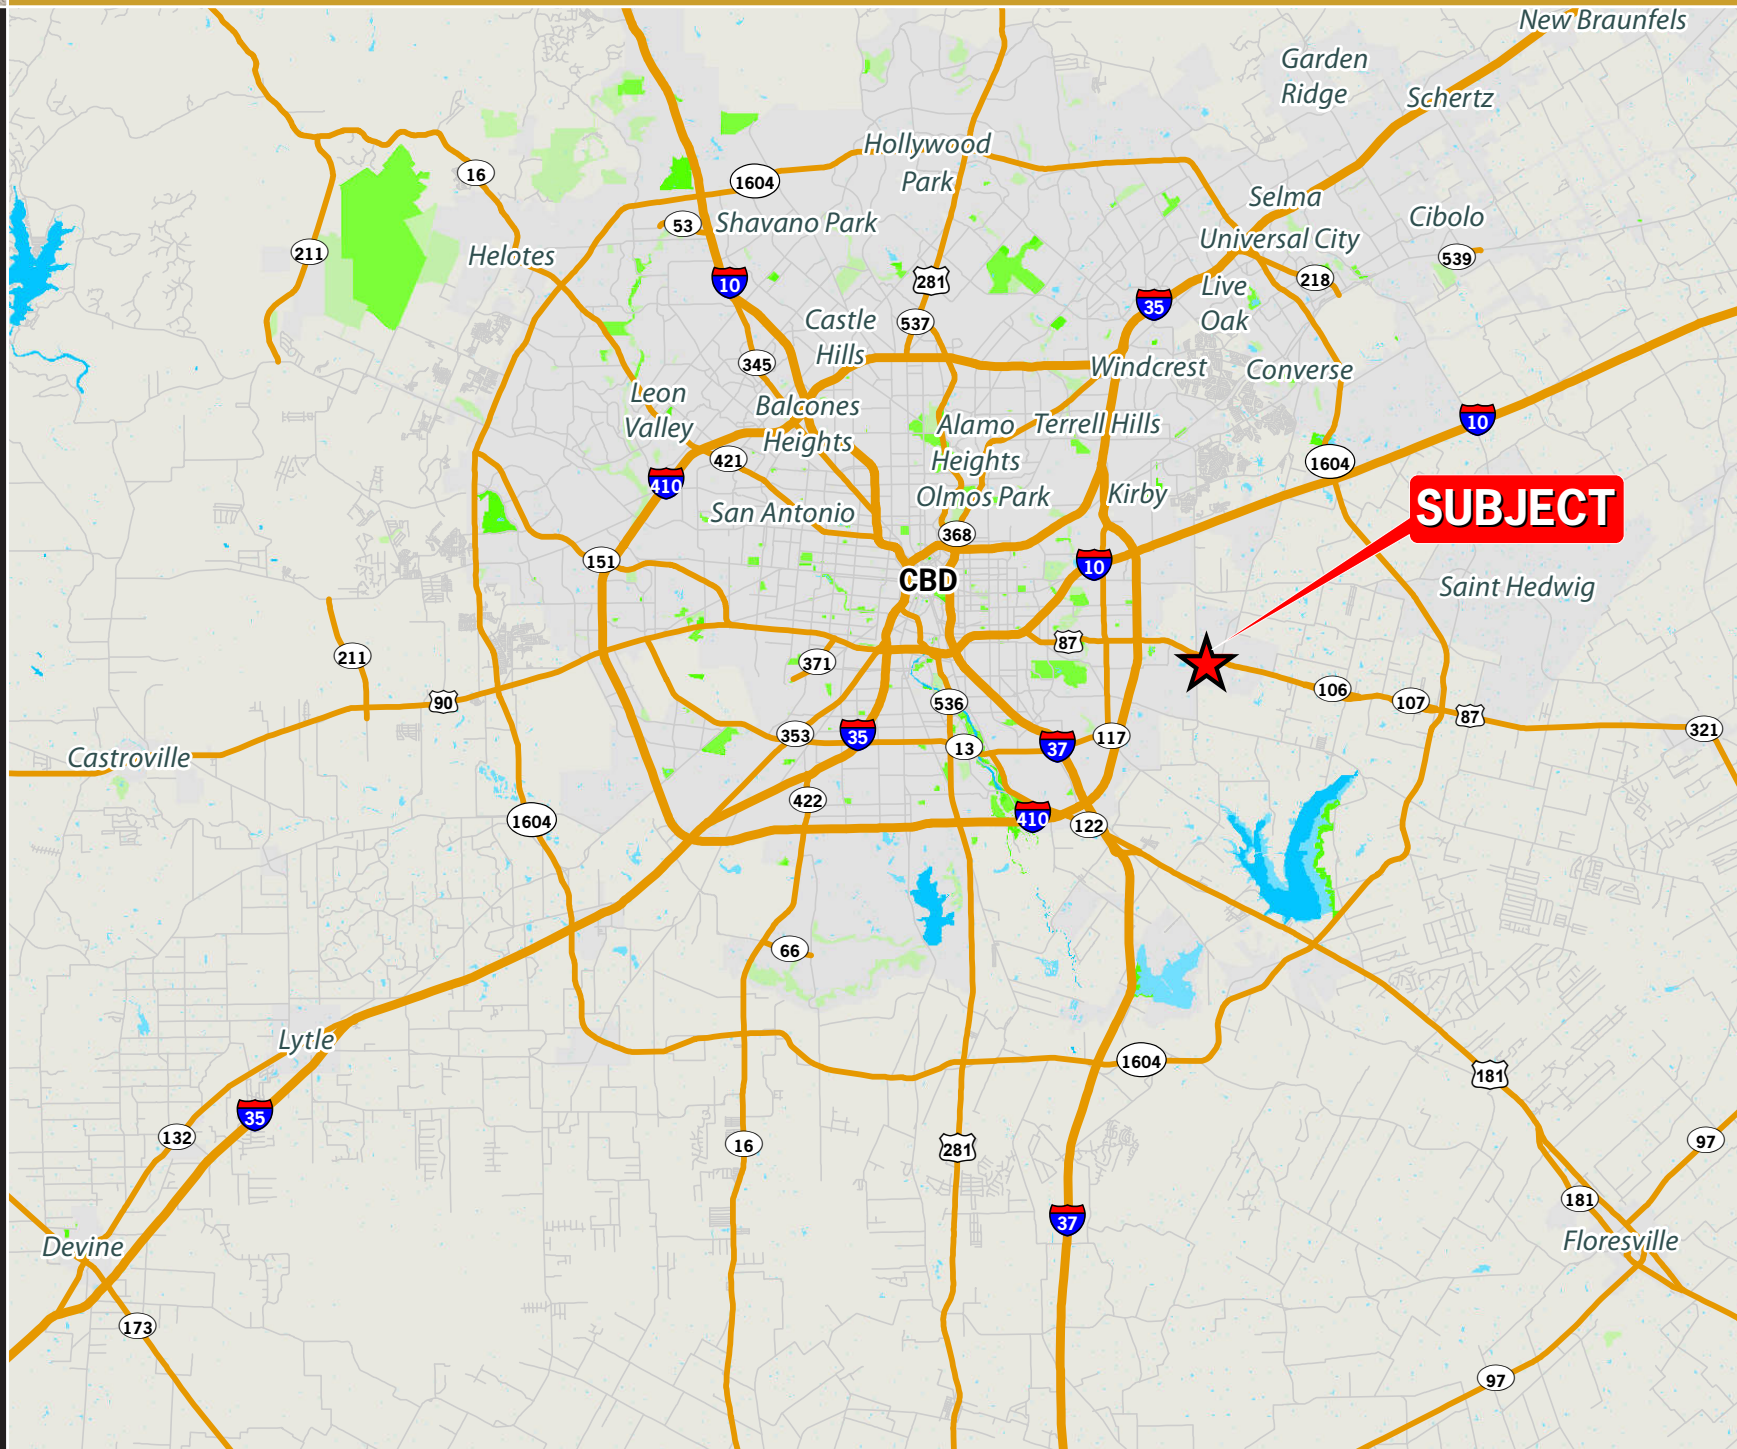 New Braunfels
Garden
Ridge
Schertz
Hollywood
Park
16
1604
Selma
53
Shavano Park
Cibolo
211
Helotes
Universal City
539
10
281
218
Live
Oak
35
Castle
Hills
537
345
Windcrest
Converse
Leon
Valley
Balcones
Heights
Alamo
Heights
Terrell Hills
10
421
1604
410
Olmos Park
Kirby
San Antonio
SUBJECT
368
151
10
CBD
Saint Hedwig
87
211
371
106
90
536
107
87
353
35
13
37
117
321
Castroville
422
1604
410
122
66
Lytle
1604
181
35
132
16
281
97
181
37
Devine
Floresville
173
97